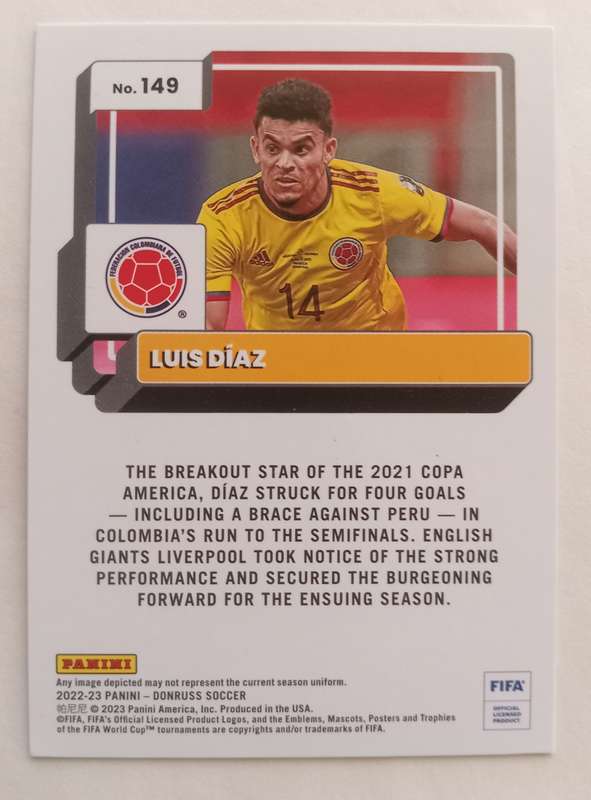 No. 149
FEDERACIÓN COLOMBIANA DE FÚTBOL
®
adidas
14
LUIS DÍAZ
THE BREAKOUT STAR OF THE 2021 COPA
AMERICA, DÍAZ STRUCK FOR FOUR GOALS
— INCLUDING A BRACE AGAINST PERU — IN
COLOMBIA'S RUN TO THE SEMIFINALS. ENGLISH
GIANTS LIVERPOOL TOOK NOTICE OF THE STRONG
PERFORMANCE AND SECURED THE BURGEONING
FORWARD FOR THE ENSUING SEASON.
PANINI
Any image depicted may not represent the current season uniform.
2022-23 PANINI – DONRUSS SOCCER
帕尼尼 © 2023 Panini America, Inc. Produced in the USA.
©FIFA, FIFA's Official Licensed Product Logos, and the Emblems, Mascots, Posters and Trophies
of the FIFA World Cup™ tournaments are copyrights and/or trademarks of FIFA.
FIFA®
OFFICIAL
LICENSED
PRODUCT